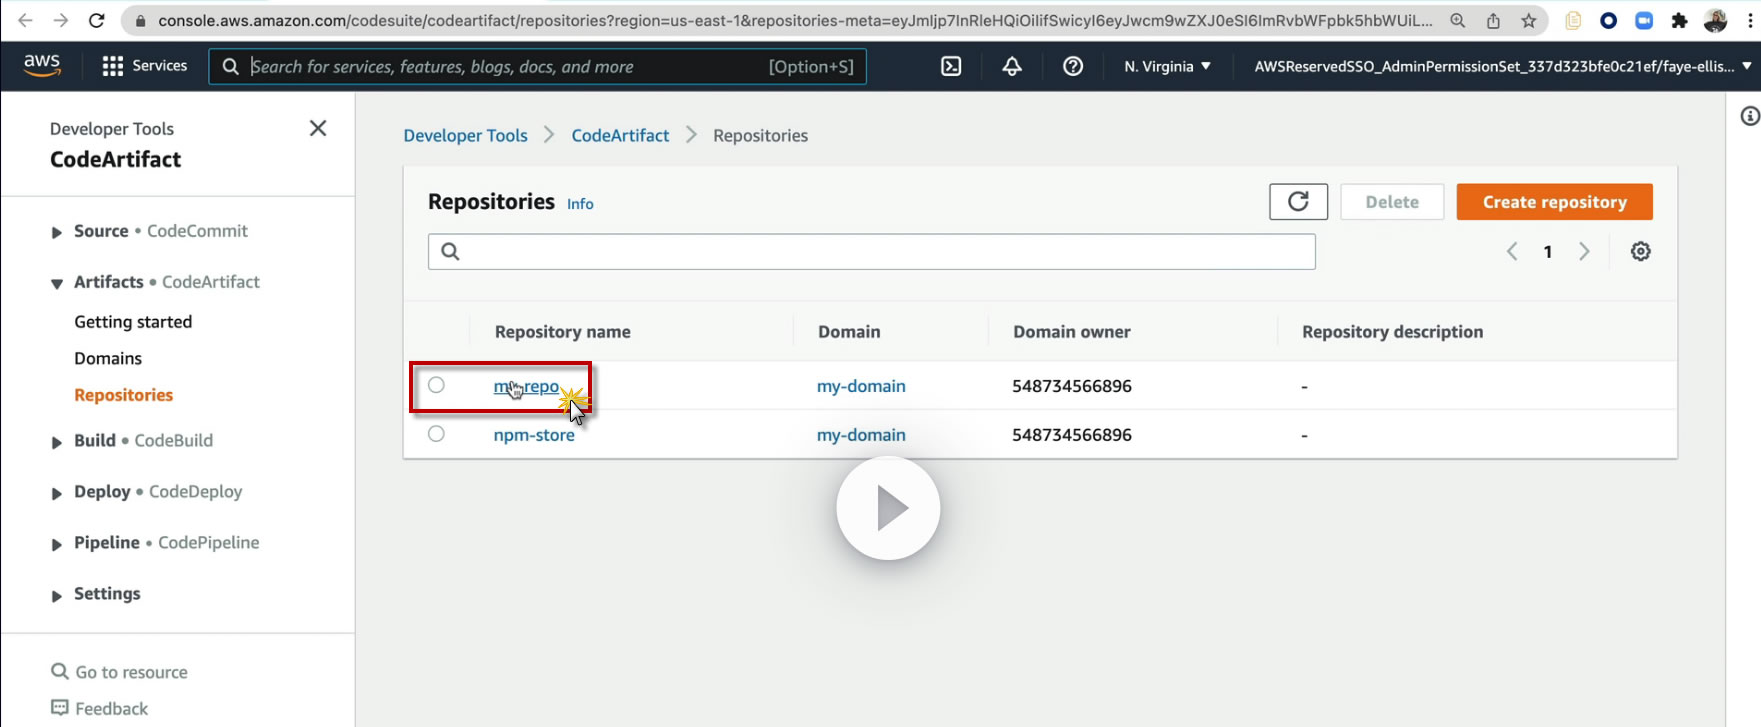 console.aws.amazon.com/codesuite/codeartifact/repositories?region=us-east-1&repositories-meta=eyJmIjp7InRleHQiOiIifSwicyI6eyJwcm9wZXJ0eSI6ImRvbWFpbk5hbWUiL...
aws Services Search for services, features, blogs, docs, and more [Option+S] N. Virginia AWSReservedSSO_AdminPermissionSet_337d323bfe0c21ef/faye-ellis...
Developer Tools
CodeArtifact
Source • CodeCommit
Artifacts • CodeArtifact
Getting started
Domains
Repositories
Build • CodeBuild
Deploy • CodeDeploy
Pipeline • CodePipeline
Settings
Go to resource
Feedback
Developer Tools > CodeArtifact > Repositories
Repositories Info Delete Create repository
1
Repository name Domain Domain owner Repository description
my-repo my-domain 548734566896 -
npm-store my-domain 548734566896 -